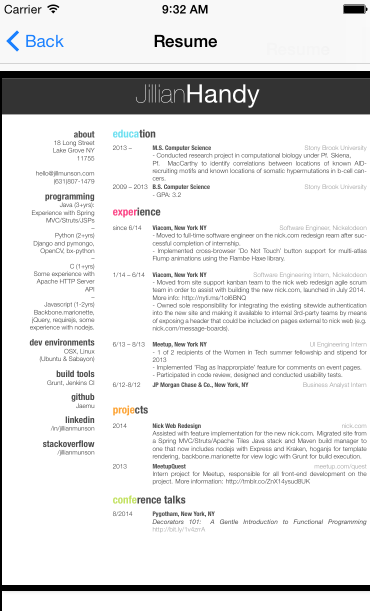 Carrier 9:32 AM
Back Resume
JillianHandy
about
18 Long Street
Lake Grove NY
11755
hello@jillmunson.com
(631)807-1479
programming
Java (3+yrs):
Experience with Spring
MVC/Struts/JSPs
–
Python (2+yrs)
Django and pymongo,
OpenCV, bx-python
–
C (1+yrs)
Some experience with
Apache HTTP Server
API
–
Javascript (1-2yrs)
Backbone.marionette,
jQuery, requirejs, some
experience with nodejs.
dev environments
OSX, Linux
(Ubuntu & Sabayon)
build tools
Grunt, Jenkins CI
github
Jaemu
linkedin
/in/jillianmunson
stackoverflow
/jillianmunson
education
2013 – M.S. Computer Science Stony Brook University
- Conducted research project in computational biology under Pf. Skiena,
Pf. MacCarthy to identify correlations between locations of known AID-
recruiting motifs and known locations of somatic hypermutations in b-cell can-
cers.
2009 – 2013 B.S. Computer Science Stony Brook University
- GPA: 3.2
experience
since 6/14 Viacom, New York NY Software Engineer, Nickelodeon
- Moved to full-time software engineer on the nick.com redesign team after suc-
cessful completion of internship.
- Implemented cross-browser 'Do Not Touch' button support for multi-atlas
Flump animations using the Flambe Haxe library.
1/14 – 6/14 Viacom, New York NY Software Engineering Intern, Nickelodeon
- Moved from site support kanban team to the nick web redesign agile scrum
team in order to assist with building the new nick.com, launched in July 2014.
More info: http://nyti.ms/1ol6BNQ
- Owned sole responsibility for integrating the existing sitewide authentication
into the new site and making it available to internal 3rd-party teams by means
of exposing a header that could be included on pages external to nick web (e.g.
nick.com/message-boards).
6/13 – 8/13 Meetup, New York NY UI Engineering Intern
- 1 of 2 recipients of the Women in Tech summer fellowship and stipend for
2013
- Implemented 'Flag as Inapporpiate' feature for comments on event pages.
- Participated in code review, designed and conducted usability tests.
6/12-8/12 JP Morgan Chase & Co., New York, NY Business Analyst Intern
projects
2014 Nick Web Redesign nick.com
Assisted with feature implementation for the new nick.com. Migrated site from
a Spring MVC/Struts/Apache Tiles Java stack and Maven build manager to
one that now includes nodejs with Express and Kraken, hoganjs for template
rendering, backbone.marionette for view logic with Grunt for build execution.
2013 MeetupQuest meetup.com/quest
Intern project for Meetup, responsible for all front-end development on the
project. More information: http://tmblr.co/ZnX14ysud8UK
conference talks
8/2014 Pygotham, New York, NY
Decorators 101: A Gentle Introduction to Functional Programming
http://bit.ly/1v4zrrA